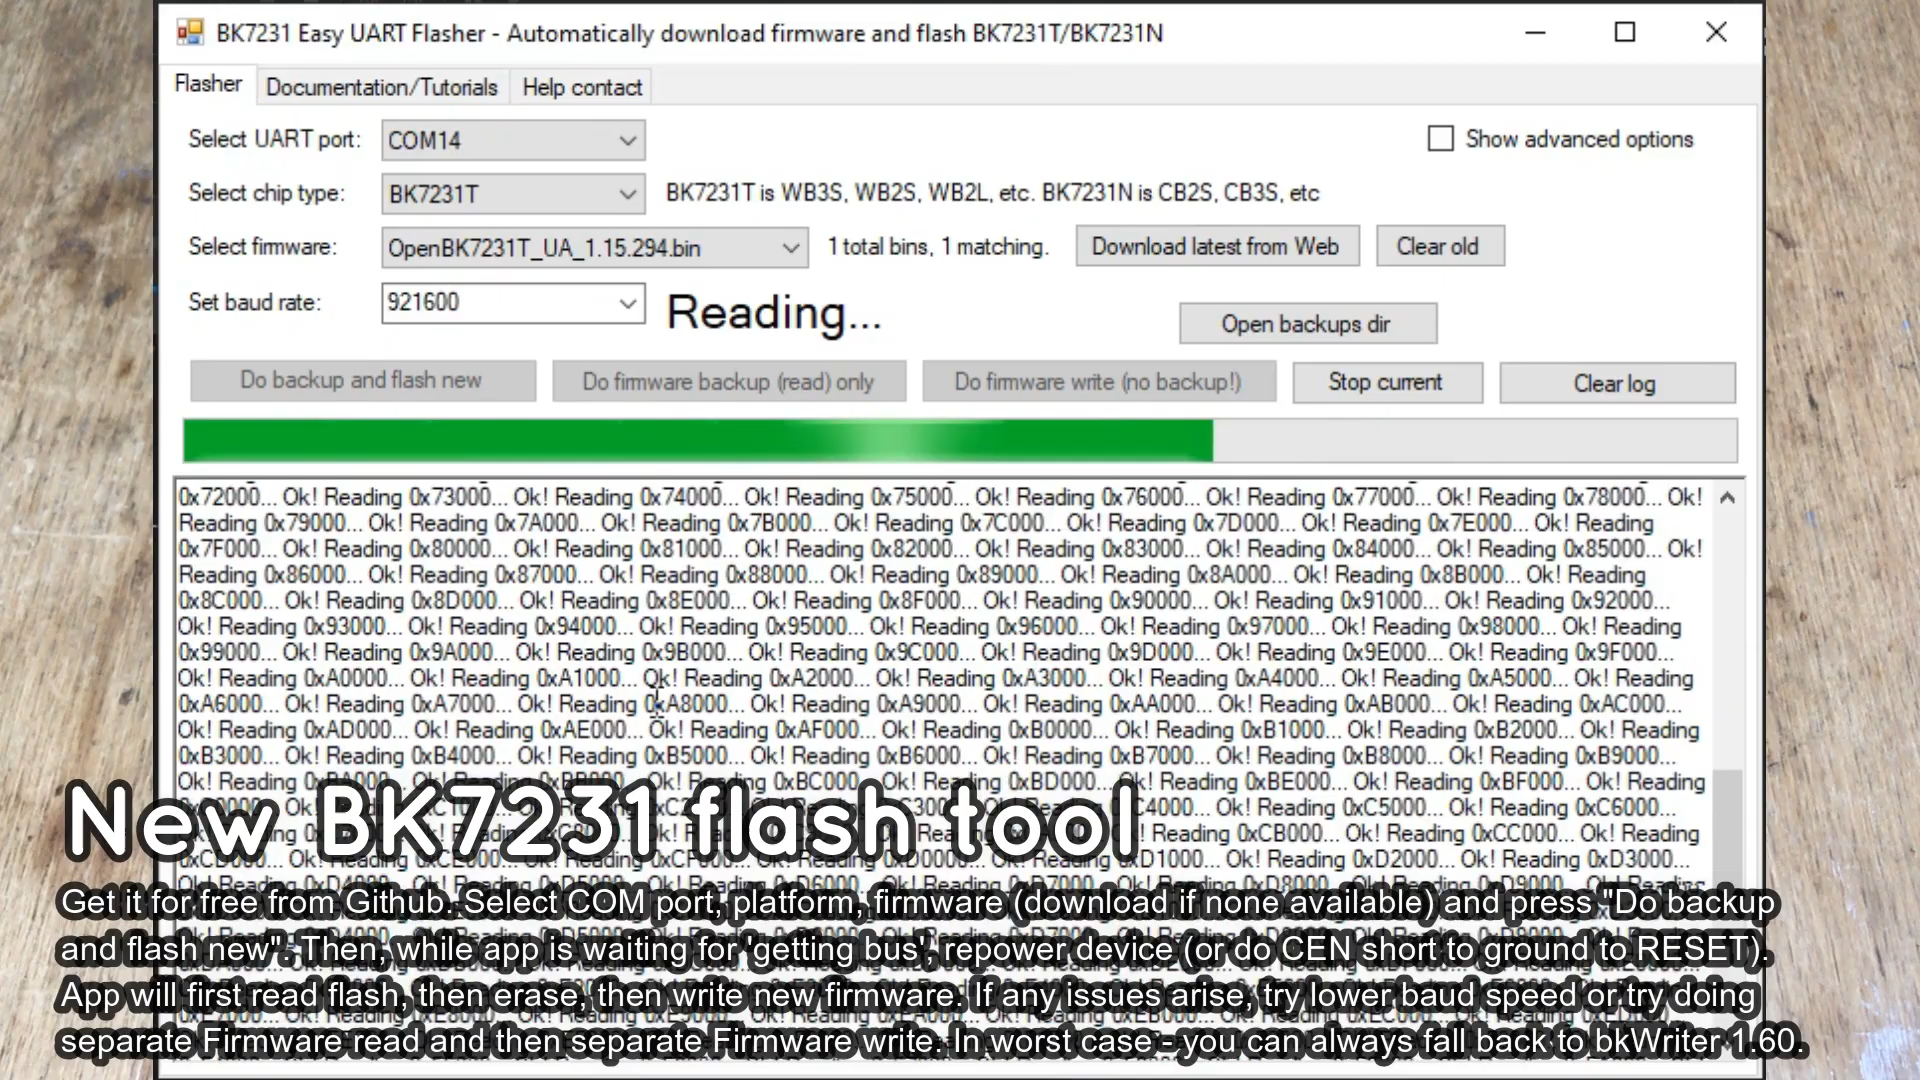 BK7231 Easy UART Flasher - Automatically download firmware and flash BK7231T/BK7231N
Flasher Documentation/Tutorials Help contact
Select UART port: COM14 Show advanced options
Select chip type: BK7231T BK7231T is WB3S, WB2S, WB2L, etc. BK7231N is CB2S, CB3S, etc
Select firmware: OpenBK7231T_UA_1.15.294.bin 1 total bins, 1 matching. Download latest from Web Clear old
Set baud rate: 921600 Reading... Open backups dir
Do backup and flash new Do firmware backup (read) only Do firmware write (no backup!) Stop current Clear log
0x72000... Ok! Reading 0x73000... Ok! Reading 0x74000... Ok! Reading 0x75000... Ok! Reading 0x76000... Ok! Reading 0x77000... Ok! Reading 0x78000... Ok!
Reading 0x79000... Ok! Reading 0x7A000... Ok! Reading 0x7B000... Ok! Reading 0x7C000... Ok! Reading 0x7D000... Ok! Reading 0x7E000... Ok! Reading
0x7F000... Ok! Reading 0x80000... Ok! Reading 0x81000... Ok! Reading 0x82000... Ok! Reading 0x83000... Ok! Reading 0x84000... Ok! Reading 0x85000... Ok!
Reading 0x86000... Ok! Reading 0x87000... Ok! Reading 0x88000... Ok! Reading 0x89000... Ok! Reading 0x8A000... Ok! Reading 0x8B000... Ok! Reading
0x8C000... Ok! Reading 0x8D000... Ok! Reading 0x8E000... Ok! Reading 0x8F000... Ok! Reading 0x90000... Ok! Reading 0x91000... Ok! Reading 0x92000...
Ok! Reading 0x93000... Ok! Reading 0x94000... Ok! Reading 0x95000... Ok! Reading 0x96000... Ok! Reading 0x97000... Ok! Reading 0x98000... Ok! Reading
0x99000... Ok! Reading 0x9A000... Ok! Reading 0x9B000... Ok! Reading 0x9C000... Ok! Reading 0x9D000... Ok! Reading 0x9E000... Ok! Reading 0x9F000...
Ok! Reading 0xA0000... Ok! Reading 0xA1000... Ok! Reading 0xA2000... Ok! Reading 0xA3000... Ok! Reading 0xA4000... Ok! Reading 0xA5000... Ok! Reading
0xA6000... Ok! Reading 0xA7000... Ok! Reading 0xA8000... Ok! Reading 0xA9000... Ok! Reading 0xAA000... Ok! Reading 0xAB000... Ok! Reading 0xAC000...
Ok! Reading 0xAD000... Ok! Reading 0xAE000... Ok! Reading 0xAF000... Ok! Reading 0xB0000... Ok! Reading 0xB1000... Ok! Reading 0xB2000... Ok! Reading
0xB3000... Ok! Reading 0xB4000... Ok! Reading 0xB5000... Ok! Reading 0xB6000... Ok! Reading 0xB7000... Ok! Reading 0xB8000... Ok! Reading 0xB9000...
Ok! Reading 0xBA000... Ok! Reading 0xBB000... Ok! Reading 0xBC000... Ok! Reading 0xBD000... Ok! Reading 0xBE000... Ok! Reading 0xBF000... Ok! Reading
C4000... Ok! Reading 0xC5000... Ok! Reading 0xC6000...
Reading 0xCB000... Ok! Reading 0xCC000... Ok! Reading
0xCD000... Ok! Reading 0xCE000... Ok! Reading 0xCF000... Ok! Reading 0xD0000... Ok! Reading 0xD1000... Ok! Reading 0xD2000... Ok! Reading 0xD3000...
New BK7231 flash tool
Get it for free from Github. Select COM port, platform, firmware (download if none available) and press "Do backup
and flash new". Then, while app is waiting for 'getting bus', repower device (or do CEN short to ground to RESET).
App will first read flash, then erase, then write new firmware. If any issues arise, try lower baud speed or try doing
separate Firmware read and then separate Firmware write. In worst case - you can always fall back to bkWriter 1.60.